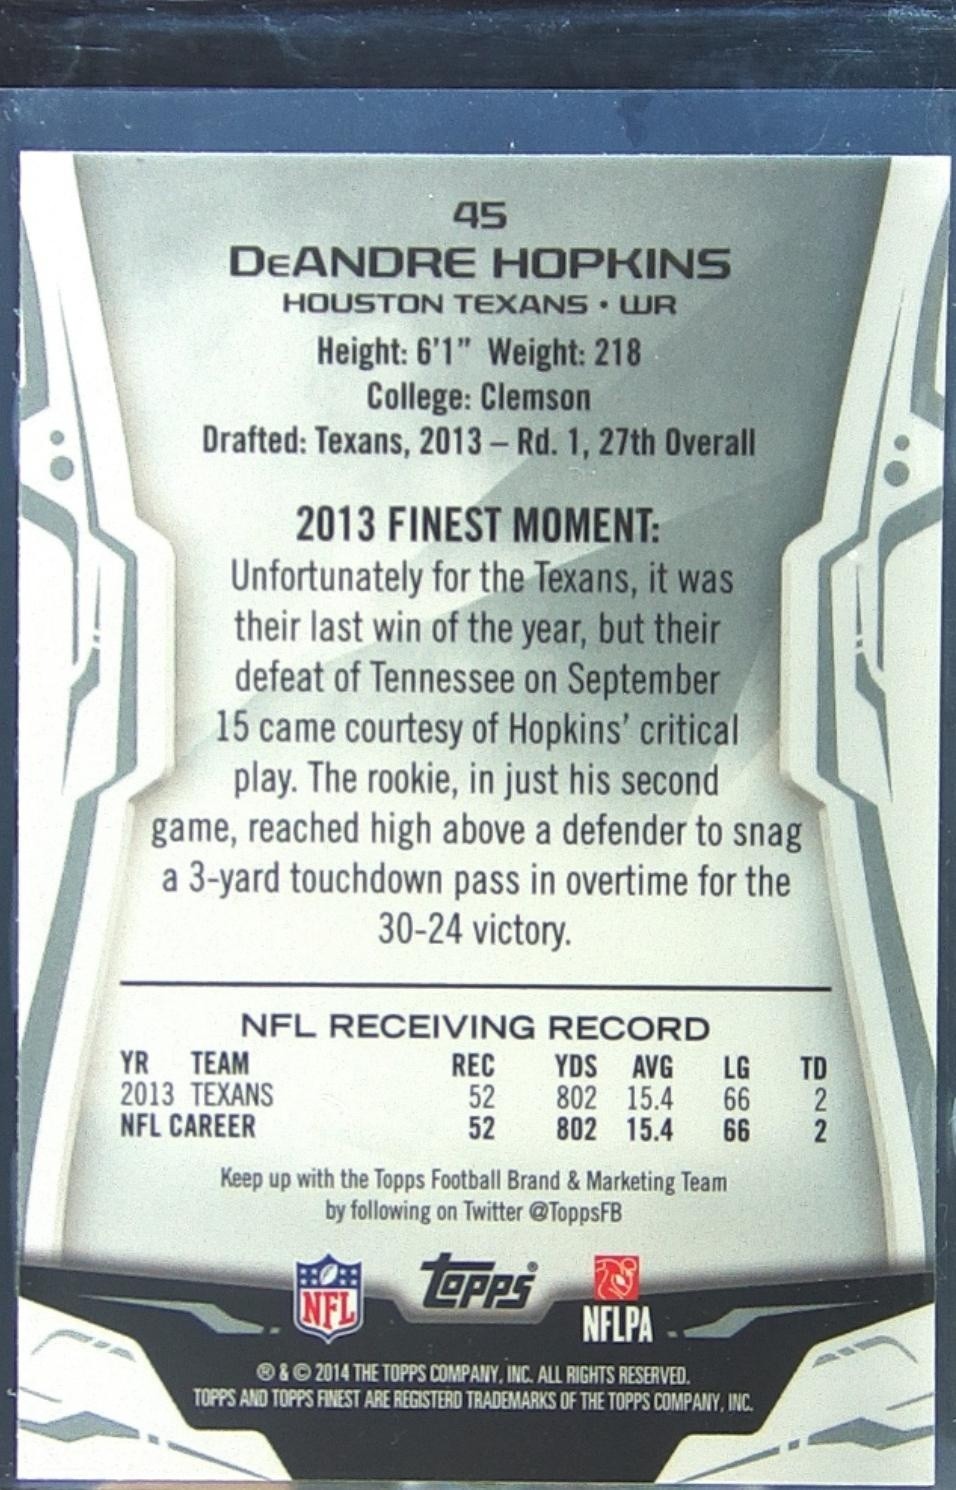 45
DeANDRE HOPKINS
HOUSTON TEXANS • WR
Height: 6'1" Weight: 218
College: Clemson
Drafted: Texans, 2013 – Rd. 1, 27th Overall
2013 FINEST MOMENT:
Unfortunately for the Texans, it was
their last win of the year, but their
defeat of Tennessee on September
15 came courtesy of Hopkins' critical
play. The rookie, in just his second
game, reached high above a defender to snag
a 3-yard touchdown pass in overtime for the
30-24 victory.
NFL RECEIVING RECORD
YR TEAM REC YDS AVG LG TD
2013 TEXANS 52 802 15.4 66 2
NFL CAREER 52 802 15.4 66 2
Keep up with the Topps Football Brand & Marketing Team
by following on Twitter @ToppsFB
NFL topps® NFLPA
® & © 2014 THE TOPPS COMPANY, INC. ALL RIGHTS RESERVED.
TOPPS AND TOPPS FINEST ARE REGISTERD TRADEMARKS OF THE TOPPS COMPANY, INC.